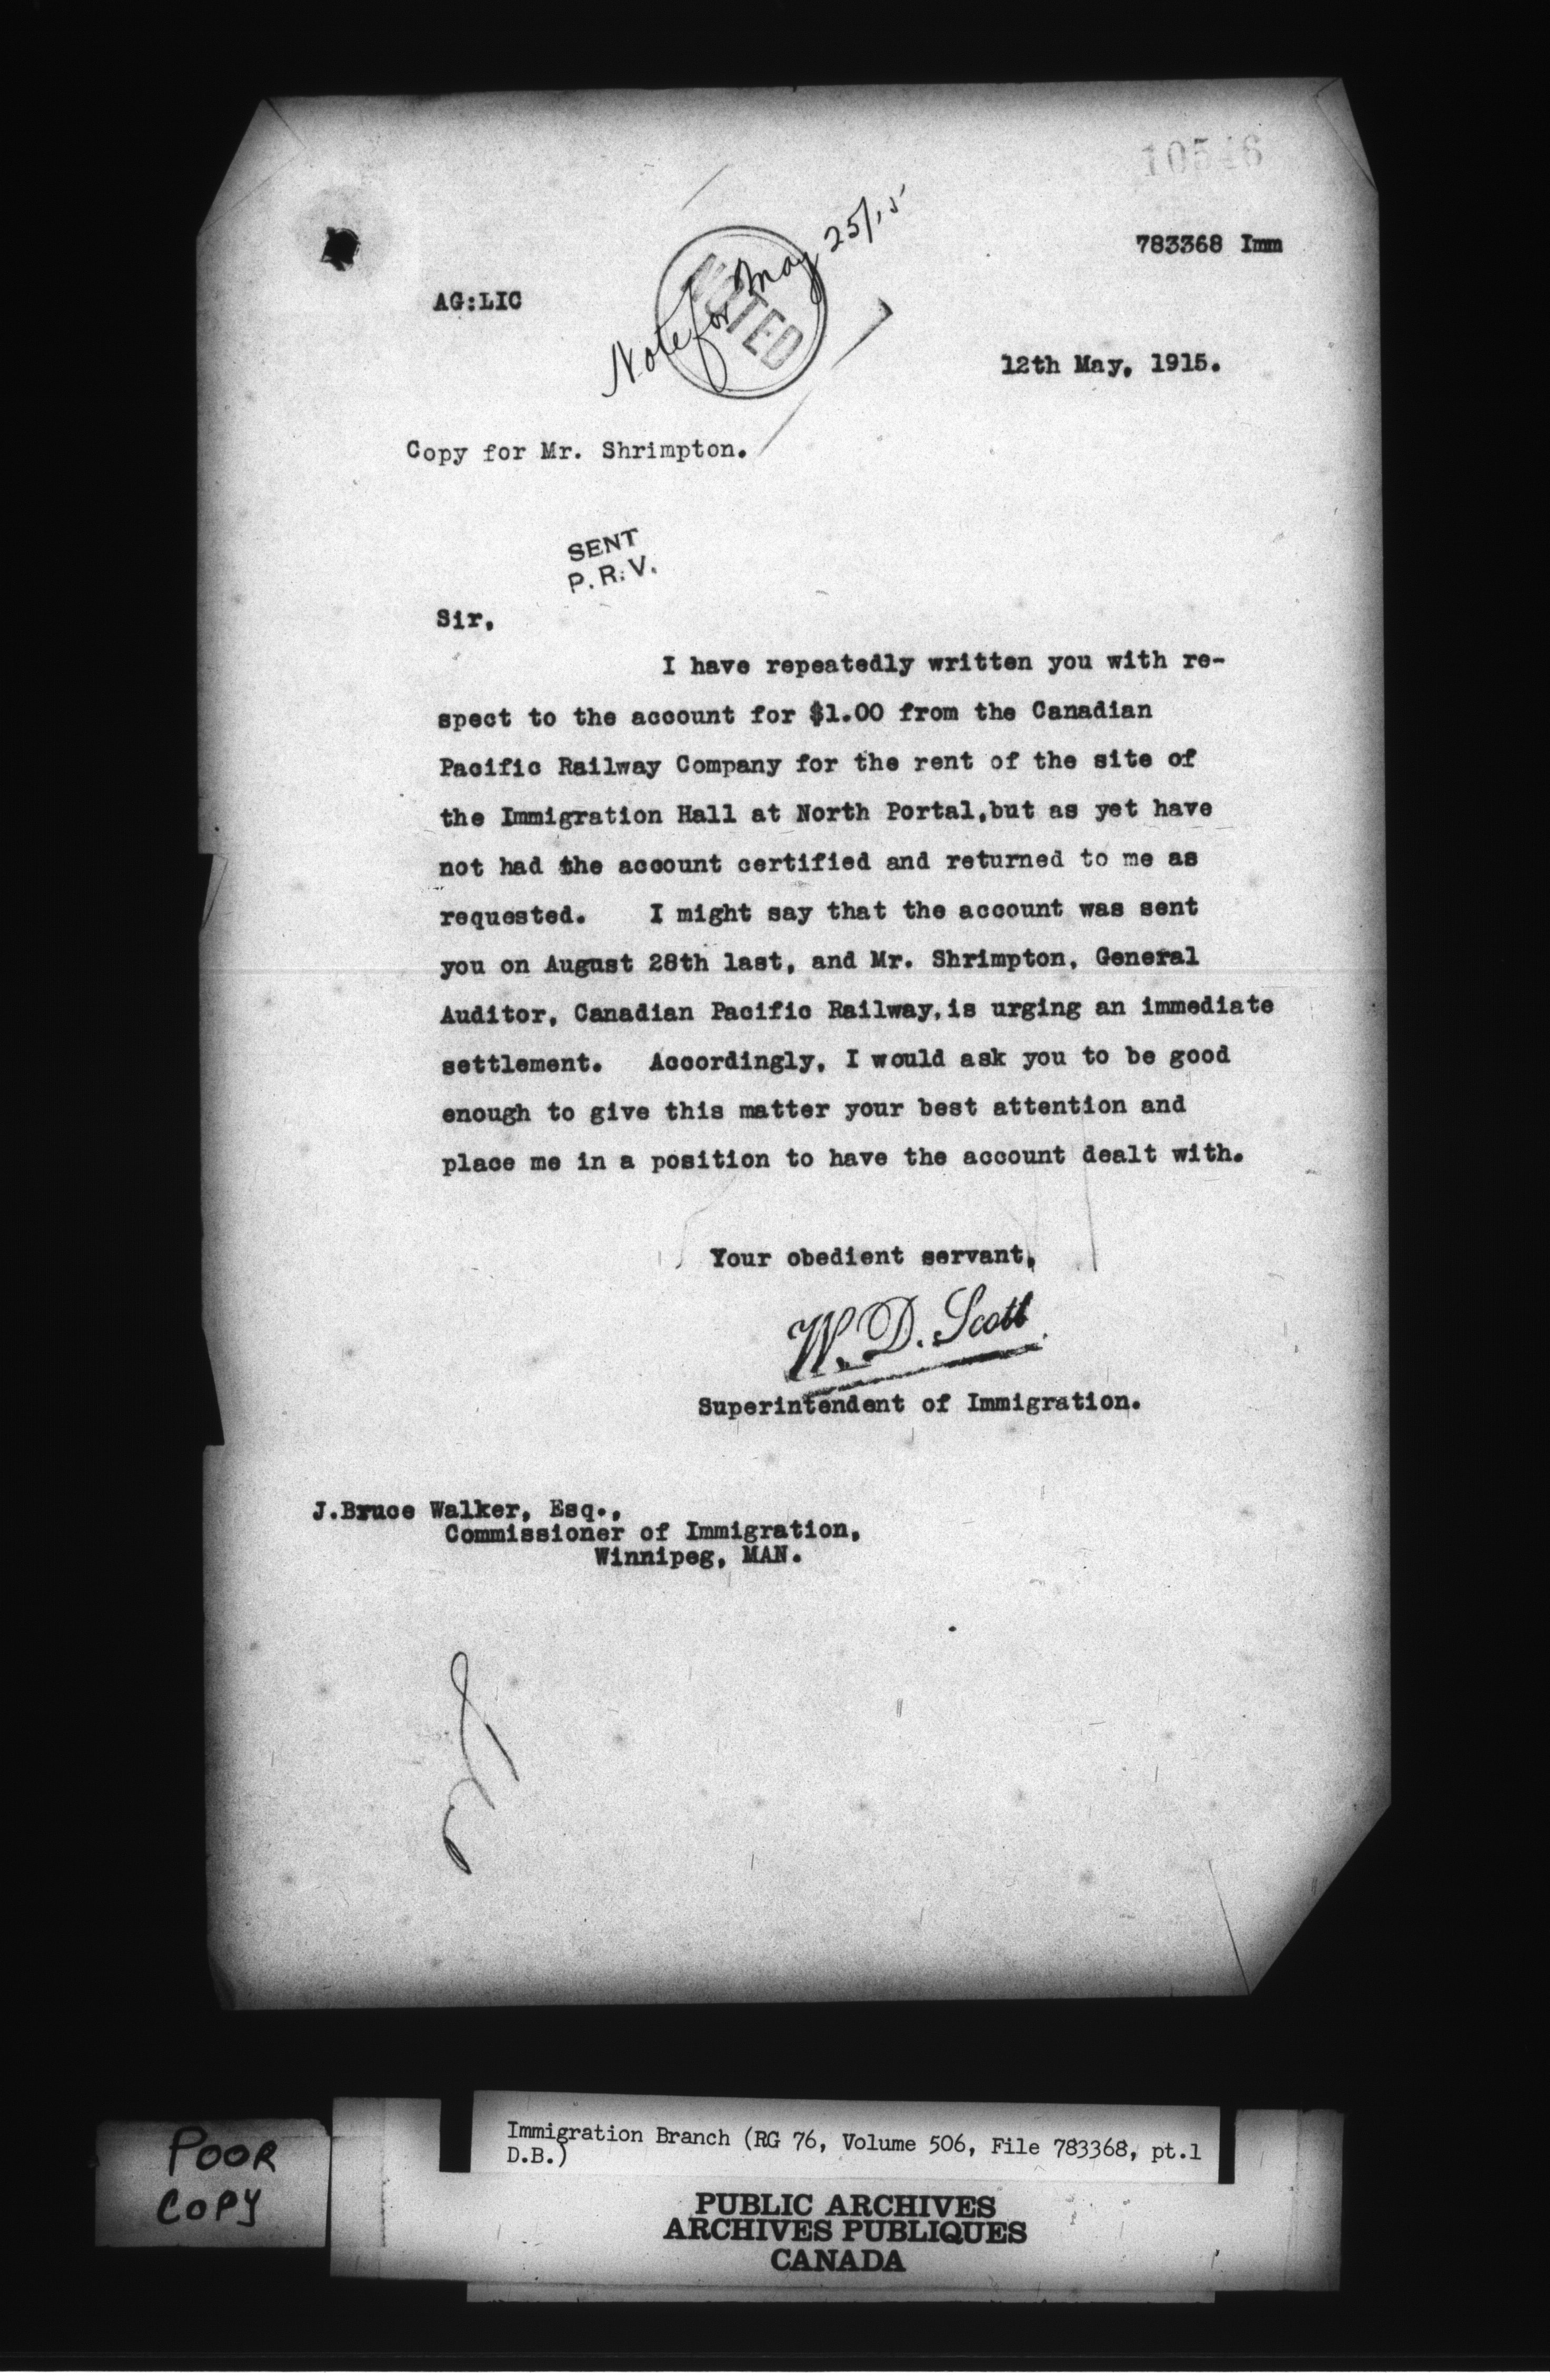 10546
783368 Imm
AG:LIC
NOTED
Note for May 25/15
12th May, 1915.
Copy for Mr. Shrimpton.
SENT
P.R.V.
Sir,
I have repeatedly written you with re-
spect to the account for $1.00 from the Canadian
Pacific Railway Company for the rent of the site of
the Immigration Hall at North Portal,but as yet have
not had the account certified and returned to me as
requested. I might say that the account was sent
you on August 28th last, and Mr. Shrimpton, General
Auditor, Canadian Pacific Railway,is urging an immediate
settlement. Accordingly, I would ask you to be good
enough to give this matter your best attention and
place me in a position to have the account dealt with.
Your obedient servant,
W. D. Scott
Superintendent of Immigration.
J.Bruce Walker, Esq.,
Commissioner of Immigration,
Winnipeg, MAN.
POOR
COPY
Immigration Branch (RG 76, Volume 506, File 783368, pt.1
D.B.)
PUBLIC ARCHIVES
ARCHIVES PUBLIQUES
CANADA